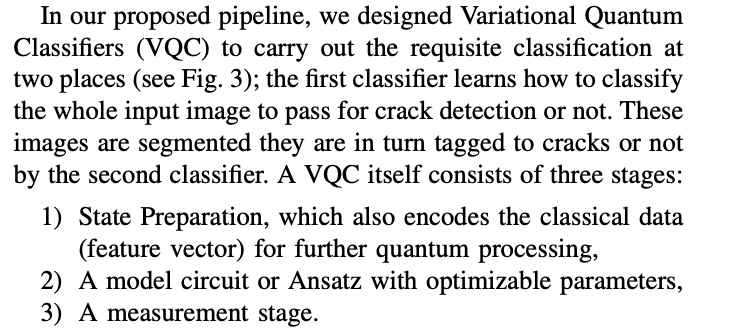 In our proposed pipeline, we designed Variational Quantum
Classifiers (VQC) to carry out the requisite classification at
two places (see Fig. 3); the first classifier learns how to classify
the whole input image to pass for crack detection or not. These
images are segmented they are in turn tagged to cracks or not
by the second classifier. A VQC itself consists of three stages:
1) State Preparation, which also encodes the classical data
(feature vector) for further quantum processing,
2) A model circuit or Ansatz with optimizable parameters,
3) A measurement stage.